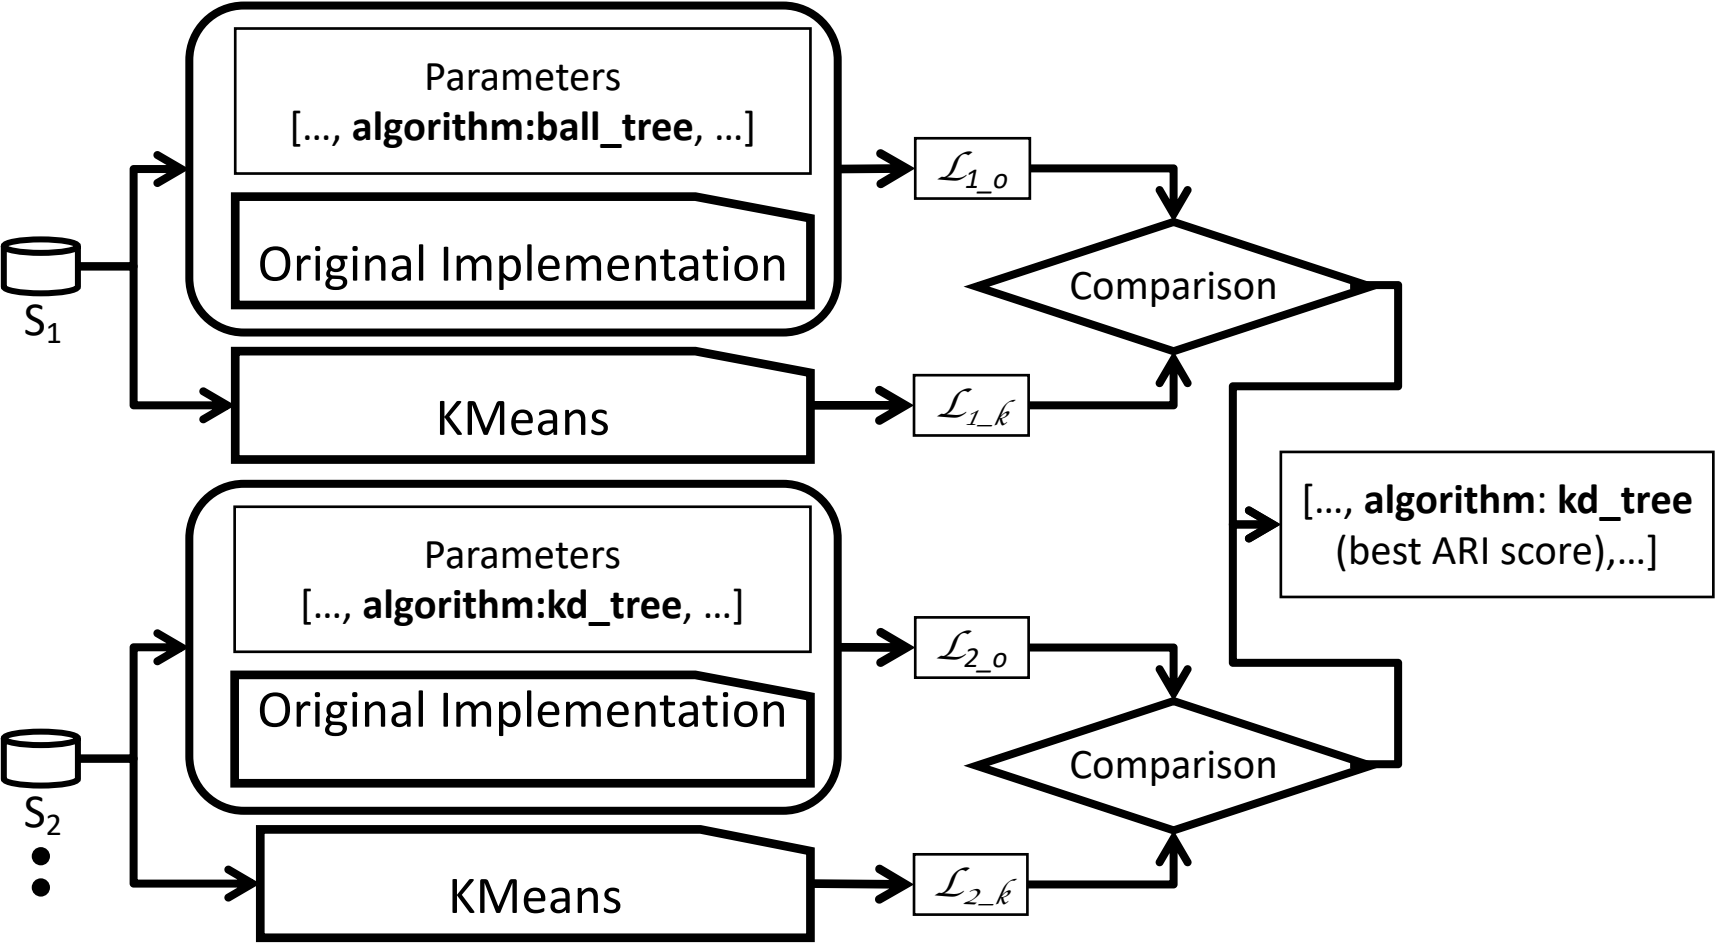 Parameters
[..., algorithm:ball_tree, ...]
Original Implementation
S1
KMeans
ℒ1_o
ℒ1_k
Comparison
[..., algorithm: kd_tree
(best ARI score),...]
Parameters
[..., algorithm:kd_tree, ...]
Original Implementation
S2
KMeans
ℒ2_o
ℒ2_k
Comparison